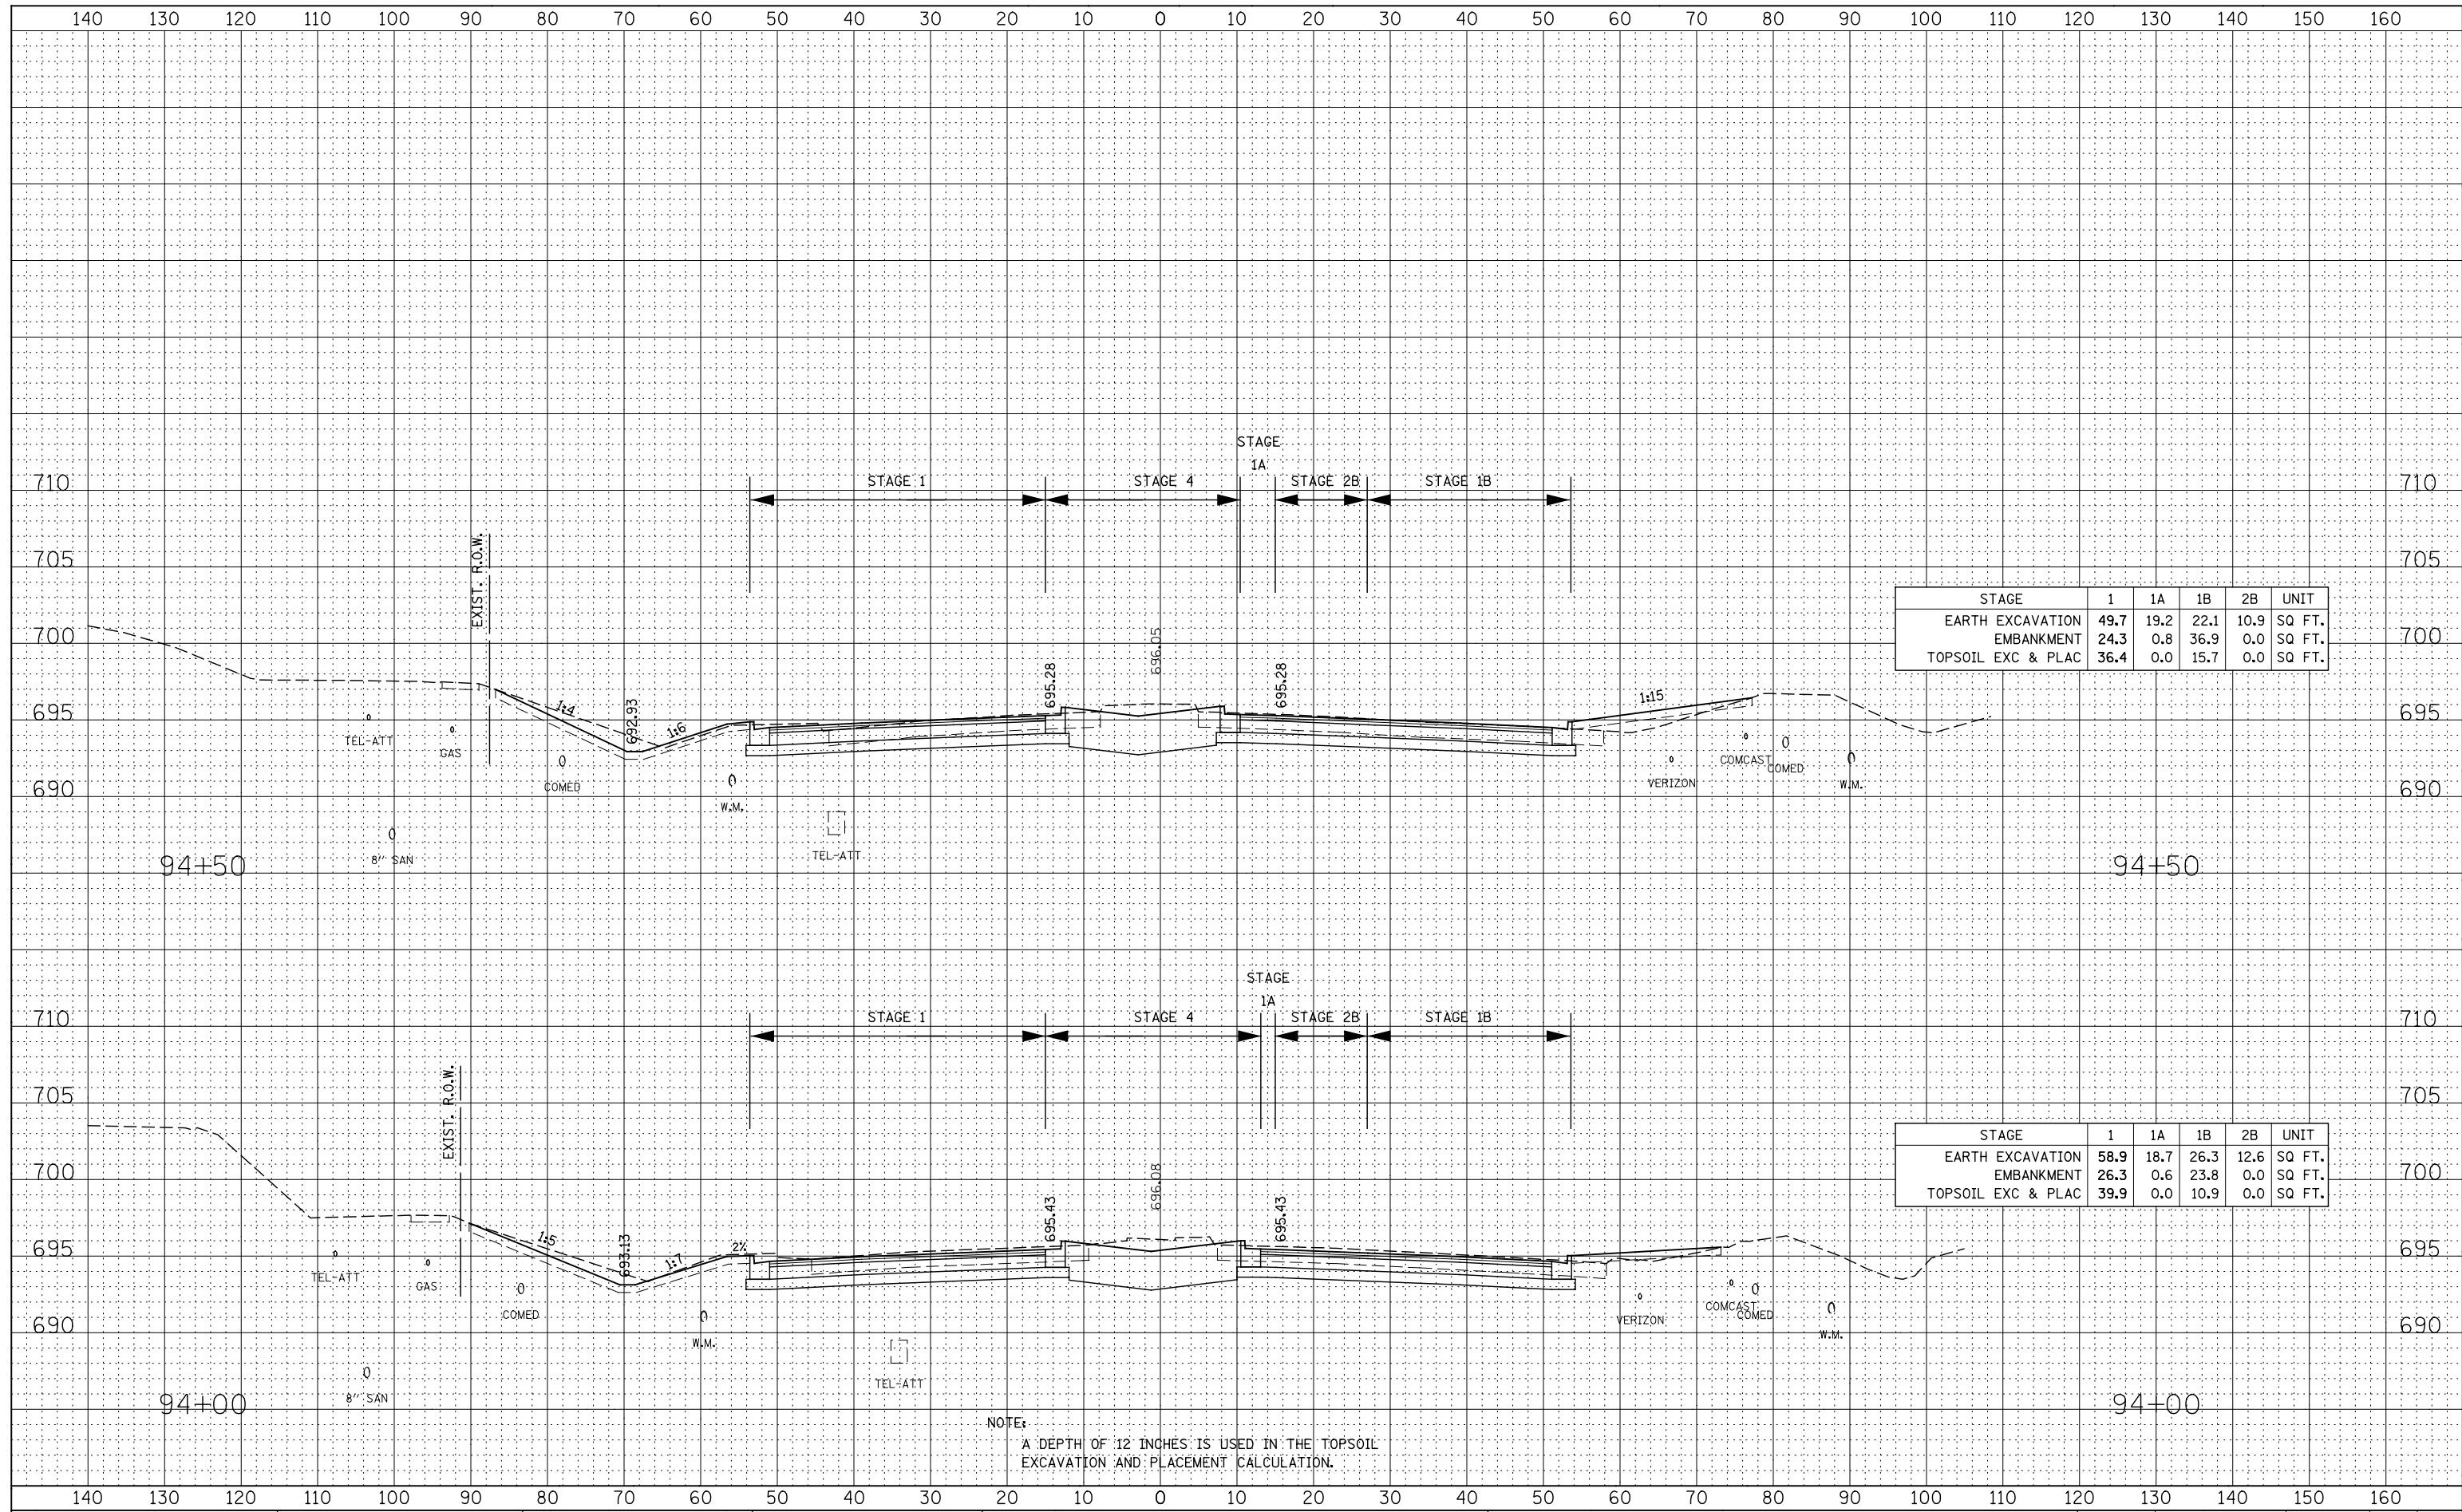 140 130 120 110 100 90 80 70 60 50 40 30 20 10 0 10 20 30 40 50 60 70 80 90 100 110 120 130 140 150 160
STAGE
1A
STAGE 1 STAGE 4 STAGE 2B STAGE 1B
710 710
705 705
EXIST. R.O.W.
700 700
STAGE 1 1A 1B 2B UNIT
EARTH EXCAVATION 49.7 19.2 22.1 10.9 SQ FT.
EMBANKMENT 24.3 0.8 36.9 0.0 SQ FT.
TOPSOIL EXC & PLAC 36.4 0.0 15.7 0.0 SQ FT.
1:4 692.93 1:6 695.28 696.05 695.28 1:15
695 695
TEL-ATT GAS COMED W.M. VERIZON COMCAST COMED W.M.
690 690
8" SAN TEL-ATT
94+50 94+50
STAGE
1A
STAGE 1 STAGE 4 STAGE 2B STAGE 1B
710 710
705 705
EXIST. R.O.W.
700 700
STAGE 1 1A 1B 2B UNIT
EARTH EXCAVATION 58.9 18.7 26.3 12.6 SQ FT.
EMBANKMENT 26.3 0.6 23.8 0.0 SQ FT.
TOPSOIL EXC & PLAC 39.9 0.0 10.9 0.0 SQ FT.
1:5 693.13 1:7 2% 695.43 696.08 695.43
695 695
TEL-ATT GAS COMED W.M. VERIZON COMCAST COMED W.M.
690 690
8" SAN TEL-ATT
94+00 94+00
NOTE:
A DEPTH OF 12 INCHES IS USED IN THE TOPSOIL
EXCAVATION AND PLACEMENT CALCULATION.
140 130 120 110 100 90 80 70 60 50 40 30 20 10 0 10 20 30 40 50 60 70 80 90 100 110 120 130 140 150 160